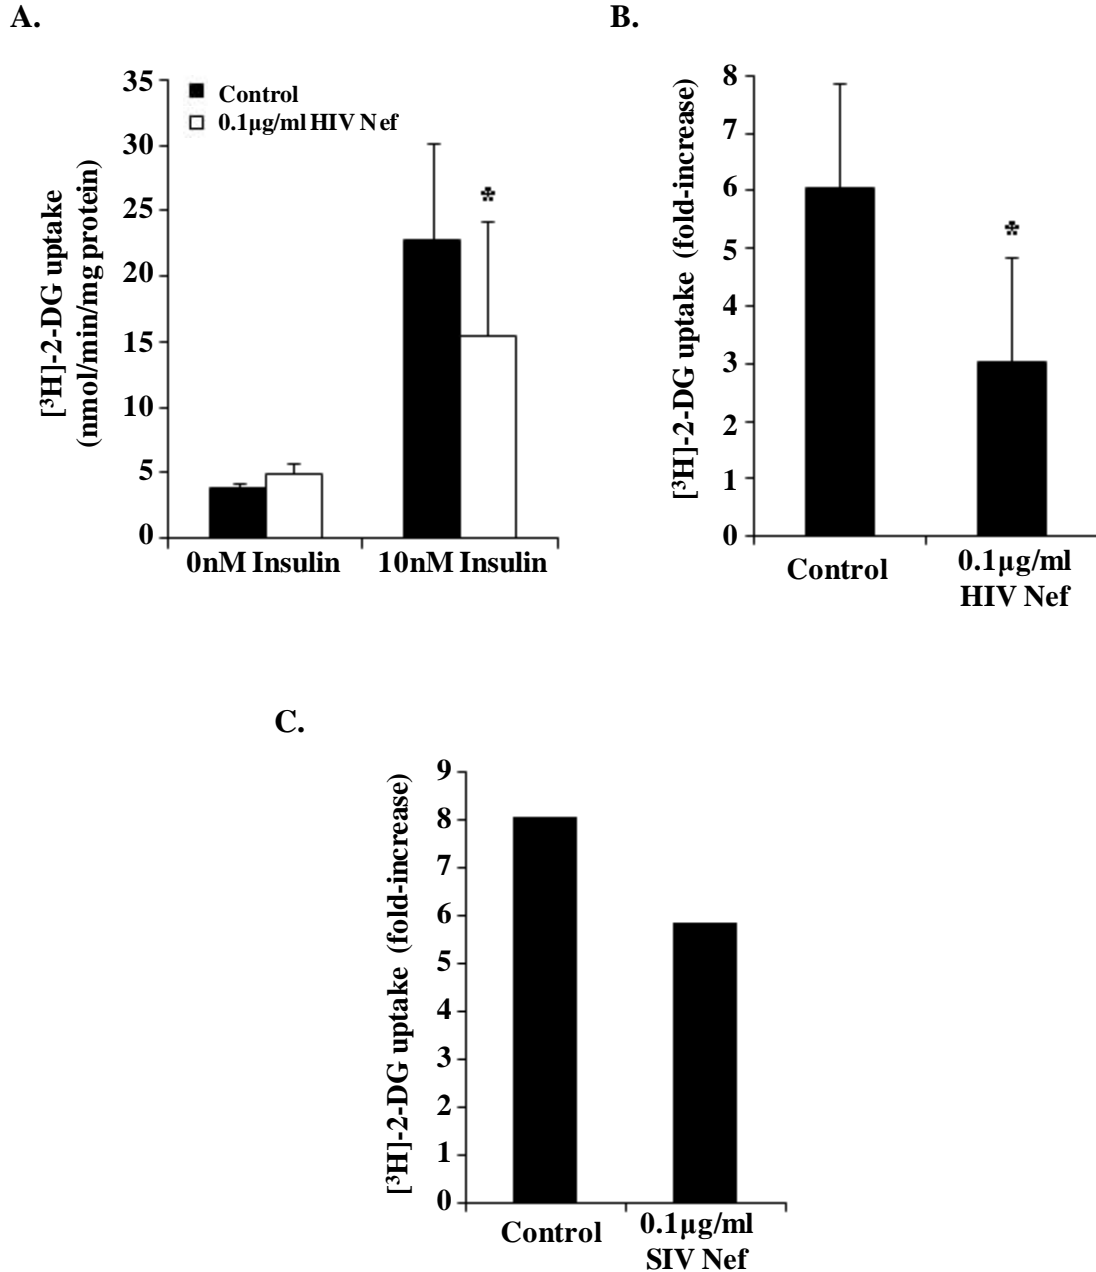 A.
[³H]-2-DG uptake
(nmol/min/mg protein)
35
30
25
20
15
10
5
0
Control
0.1µg/ml HIV Nef
*
0nM Insulin
10nM Insulin
B.
[³H]-2-DG uptake (fold-increase)
8
7
6
5
4
3
2
1
0
*
Control
0.1µg/ml
HIV Nef
C.
[³H]-2-DG uptake (fold-increase)
9
8
7
6
5
4
3
2
1
0
Control
0.1µg/ml
SIV Nef